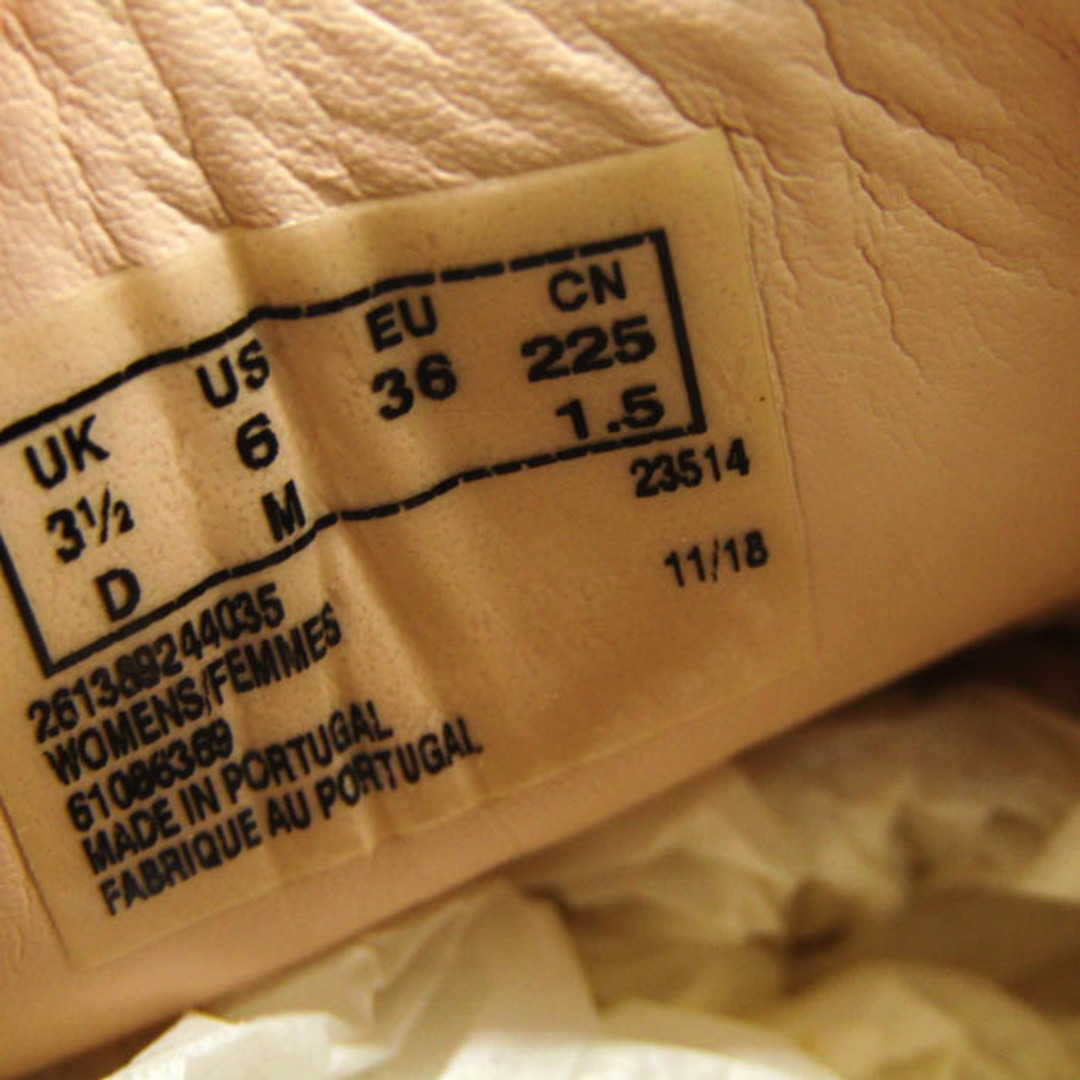 UK US EU CN
3½ 6 36 225
D M 1.5
23514
11/18
261389244035
WOMENS/FEMMES
61086369
MADE IN PORTUGAL
FABRIQUE AU PORTUGAL